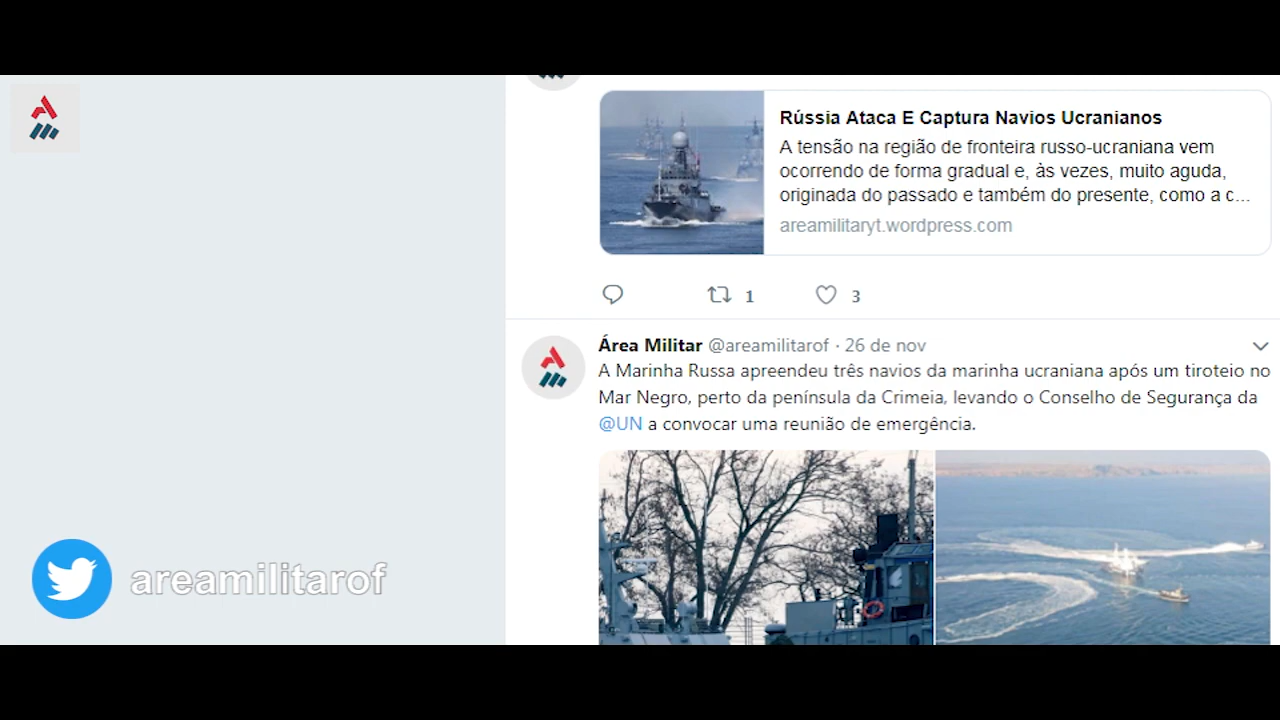 Rússia Ataca E Captura Navios Ucranianos
A tensão na região de fronteira russo-ucraniana vem
ocorrendo de forma gradual e, às vezes, muito aguda,
originada do passado e também do presente, como a c...
areamilitaryt.wordpress.com
1 3
Área Militar @areamilitarof · 26 de nov
A Marinha Russa apreendeu três navios da marinha ucraniana após um tiroteio no
Mar Negro, perto da península da Crimeia, levando o Conselho de Segurança da
@UN a convocar uma reunião de emergência.
areamilitarof